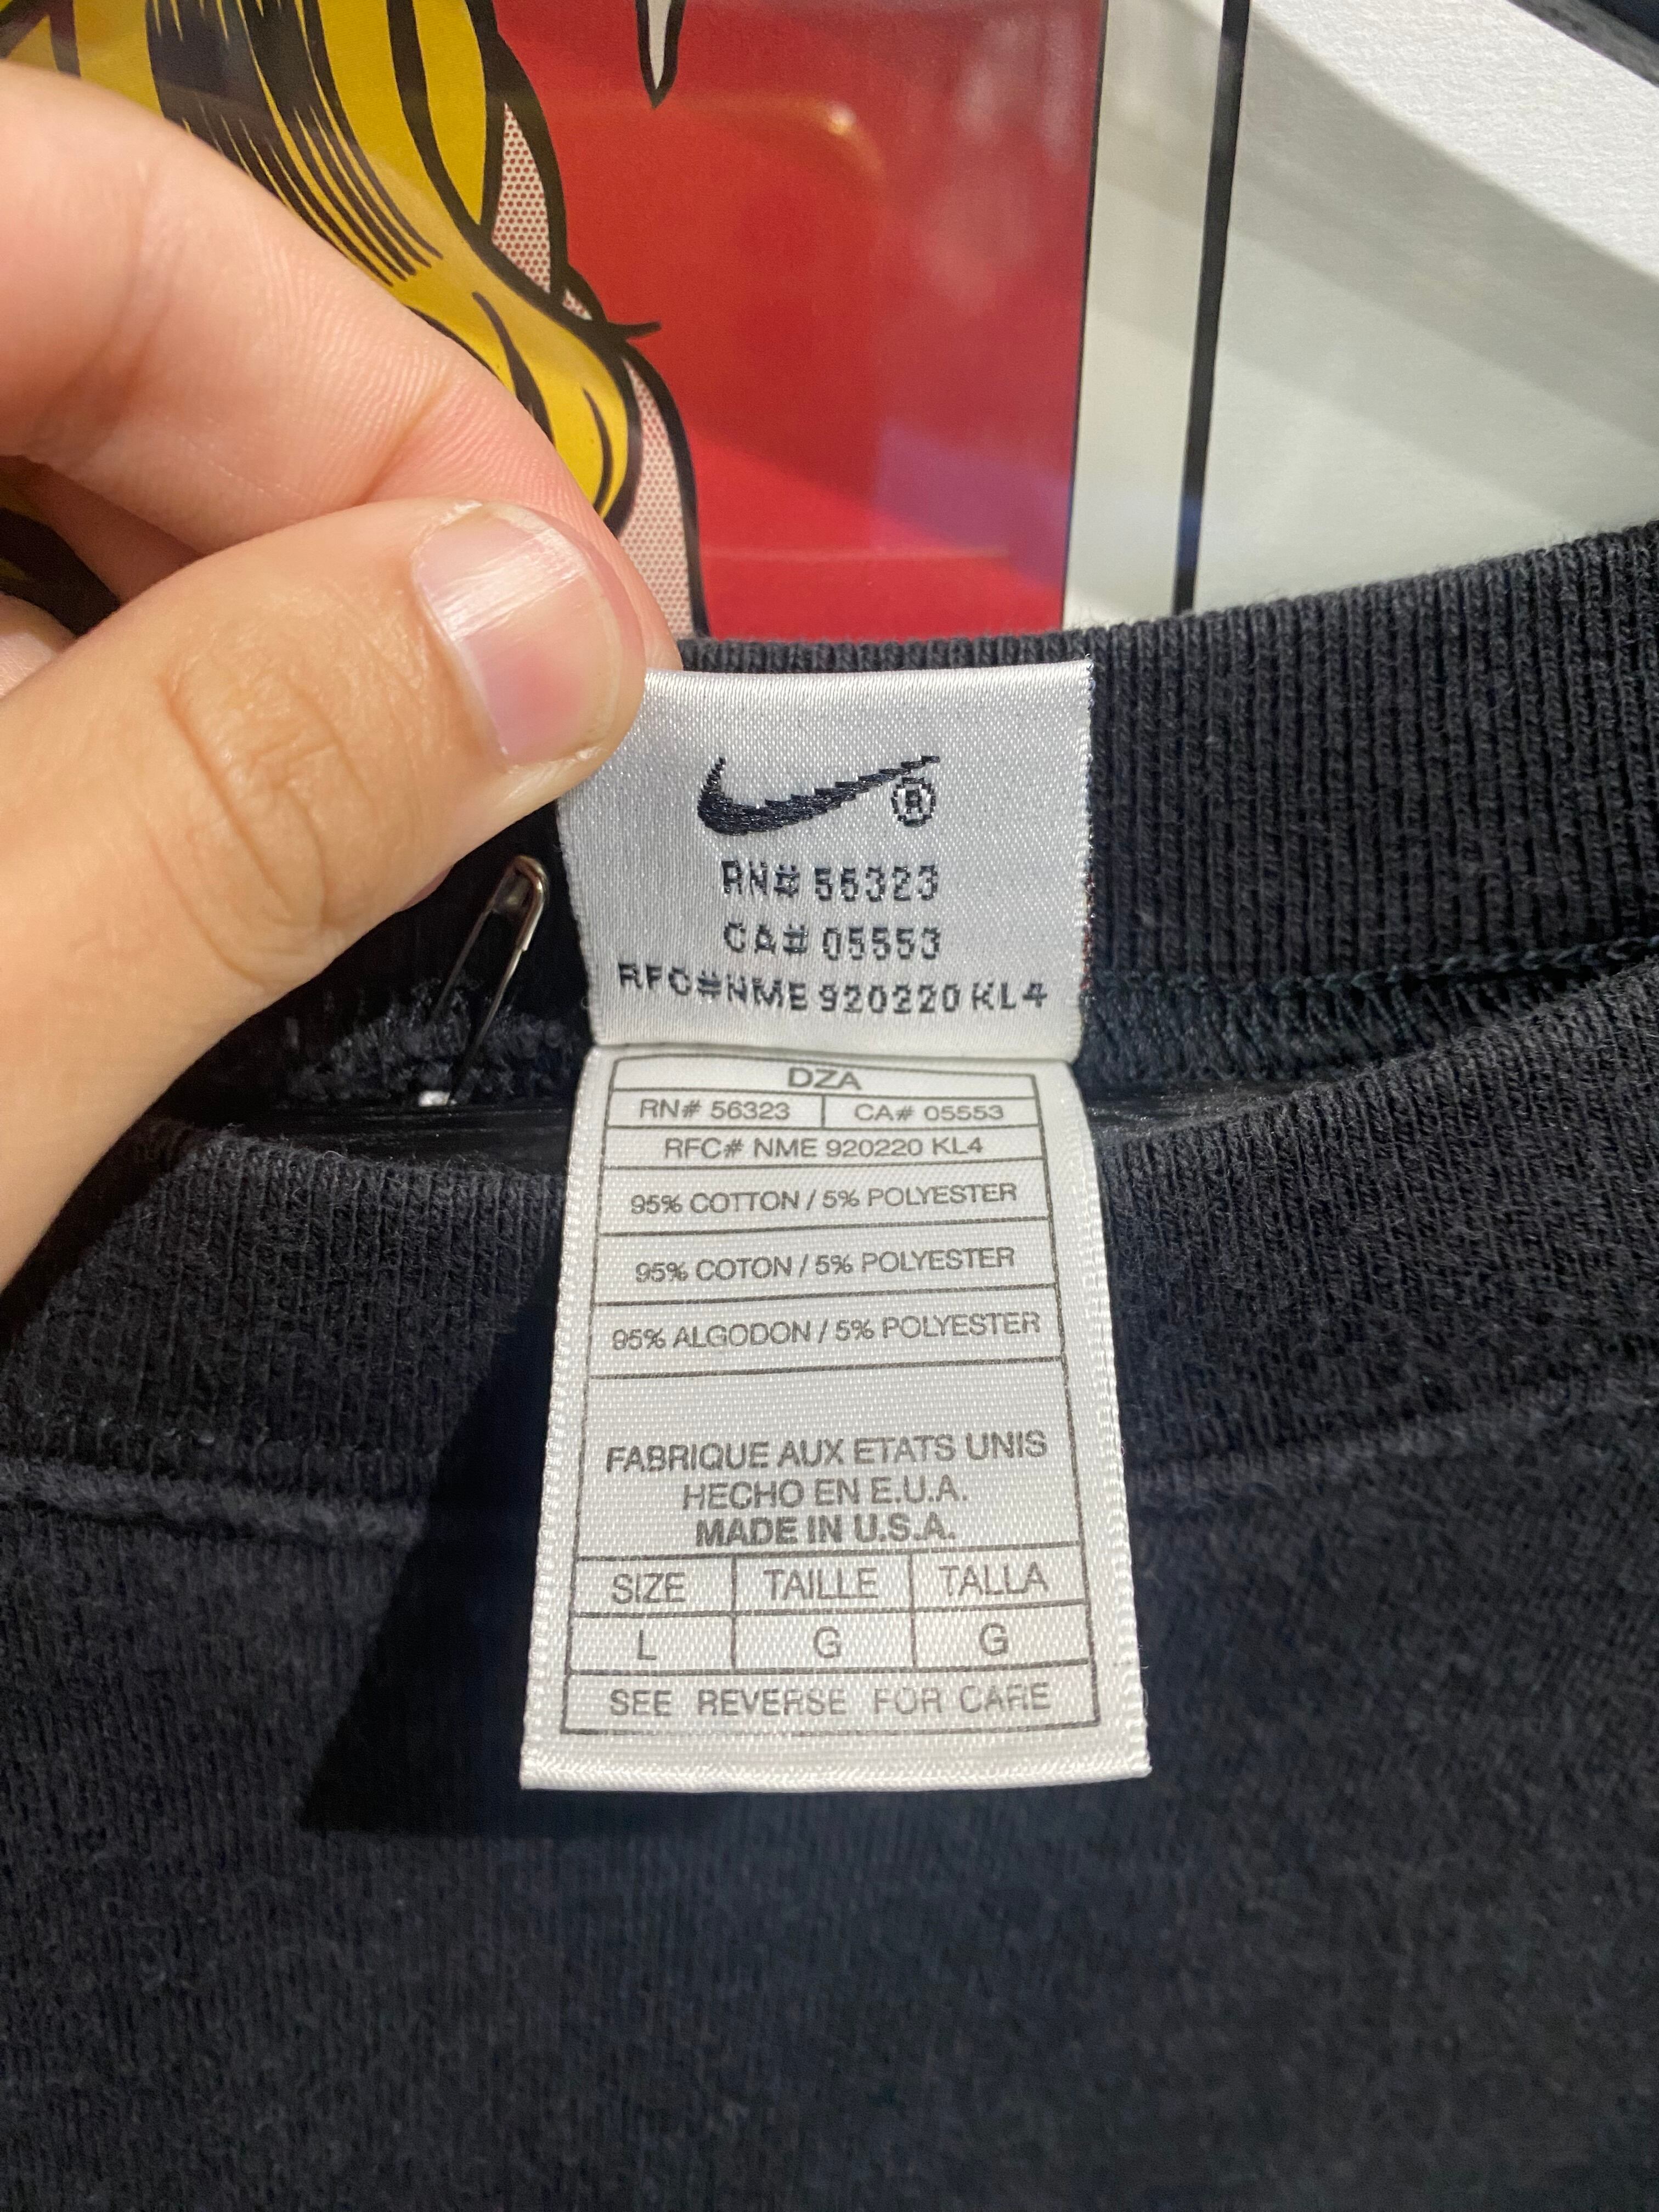 ®
RN# 56323
CA# 05553
RFC#NME 920220 KL4
DZA
RN# 56323 CA# 05553
RFC# NME 920220 KL4
95% COTTON / 5% POLYESTER
95% COTON / 5% POLYESTER
95% ALGODON / 5% POLYESTER
FABRIQUE AUX ETATS UNIS
HECHO EN E.U.A.
MADE IN U.S.A.
SIZE TAILLE TALLA
L G G
SEE REVERSE FOR CARE